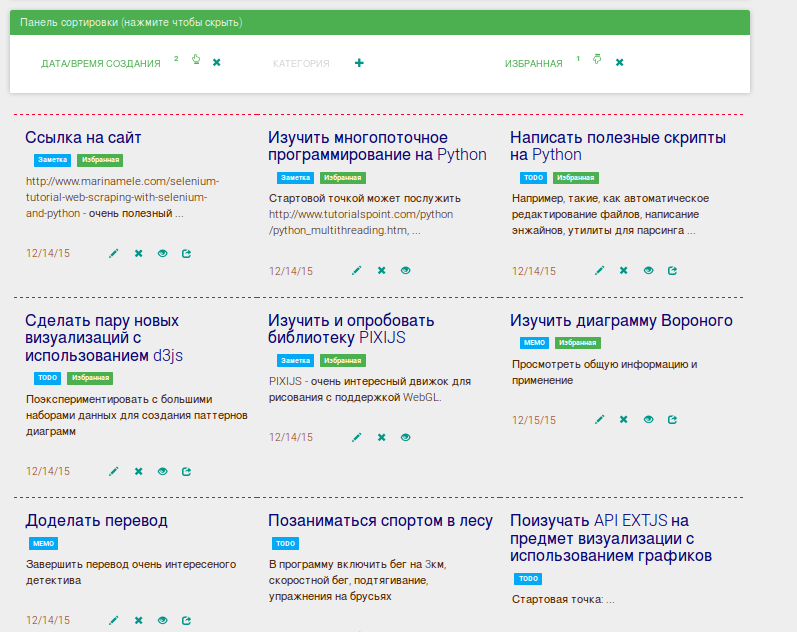 Панель сортировки (нажмите чтобы скрыть)
ДАТА/ВРЕМЯ СОЗДАНИЯ 2
КАТЕГОРИЯ
ИЗБРАННАЯ 1
Ссылка на сайт
Заметка Избранная
http://www.marinamele.com/selenium-
tutorial-web-scraping-with-selenium-
and-python - очень полезный ...
12/14/15
Изучить многопоточное
программирование на Python
Заметка Избранная
Стартовой точкой может послужить
http://www.tutorialspoint.com/python
/python_multithreading.htm, ...
12/14/15
Написать полезные скрипты
на Python
TODO Избранная
Например, такие, как автоматическое
редактирование файлов, написание
энжайнов, утилиты для парсинга ...
12/14/15
Сделать пару новых
визуализаций с
использованием d3js
TODO Избранная
Поэкспериментировать с большими
наборами данных для создания паттернов
диаграмм
12/14/15
Изучить и опробовать
библиотеку PIXIJS
Заметка Избранная
PIXIJS - очень интересный движок для
рисования с поддержкой WebGL.
12/14/15
Изучить диаграмму Вороного
MEMO Избранная
Просмотреть общую информацию и
применение
12/15/15
Доделать перевод
MEMO
Завершить перевод очень интересеного
детектива
12/14/15
Позаниматься спортом в лесу
TODO
В программу включить бег на 3км,
скоростной бег, подтягивание,
упражнения на брусьях
Поизучать API EXTJS на
предмет визуализации с
использованием графиков
TODO
Стартовая точка: ...